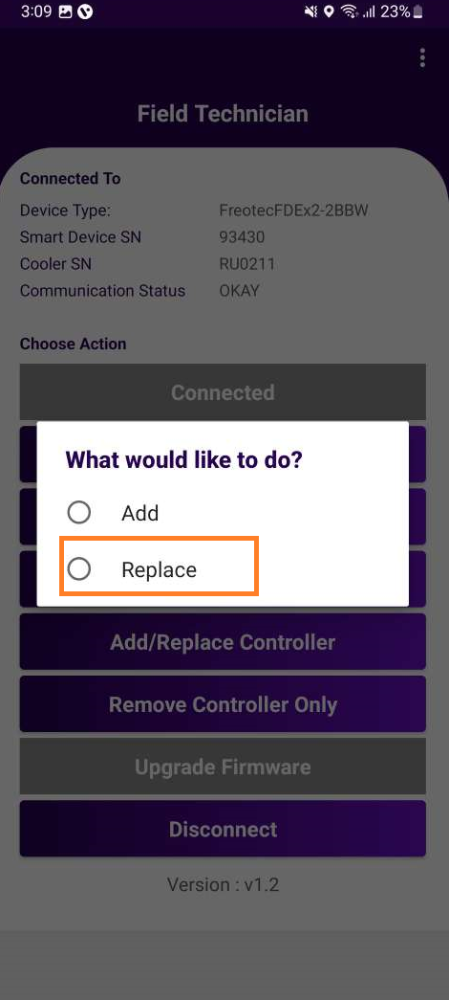 3:09 23%
Field Technician
Connected To
Device Type: FreotecFDEx2-2BBW
Smart Device SN 93430
Cooler SN RU0211
Communication Status OKAY
Choose Action
Connected
What would like to do?
Add
Replace
Add/Replace Controller
Remove Controller Only
Upgrade Firmware
Disconnect
Version : v1.2